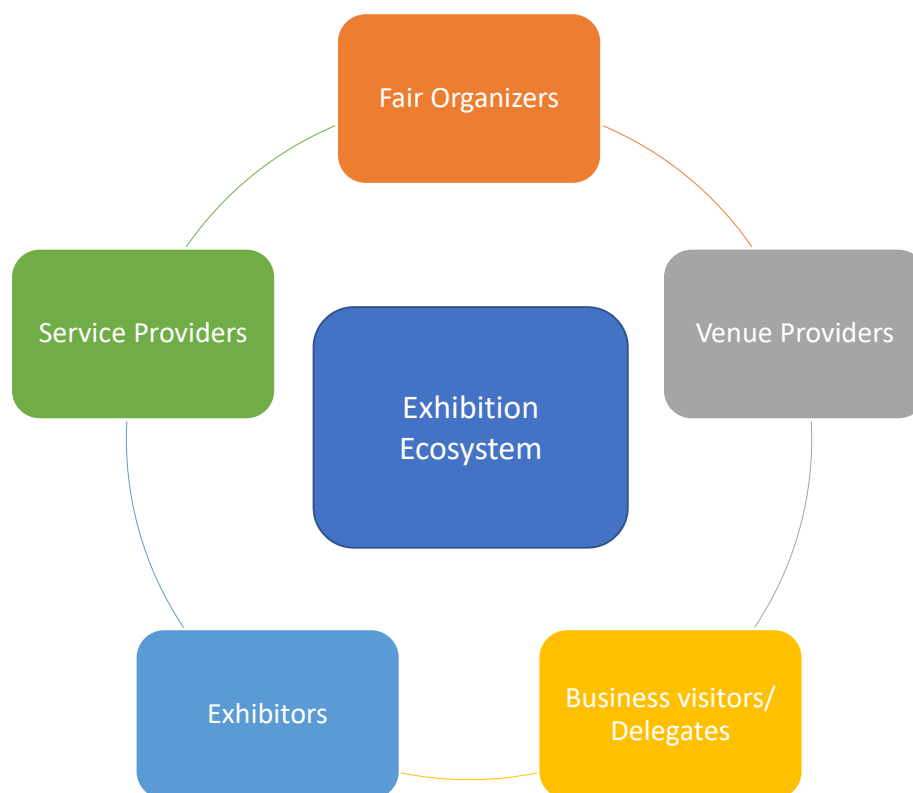 Fair Organizers
Service Providers
Venue Providers
Exhibition
Ecosystem
Exhibitors
Business visitors/
Delegates